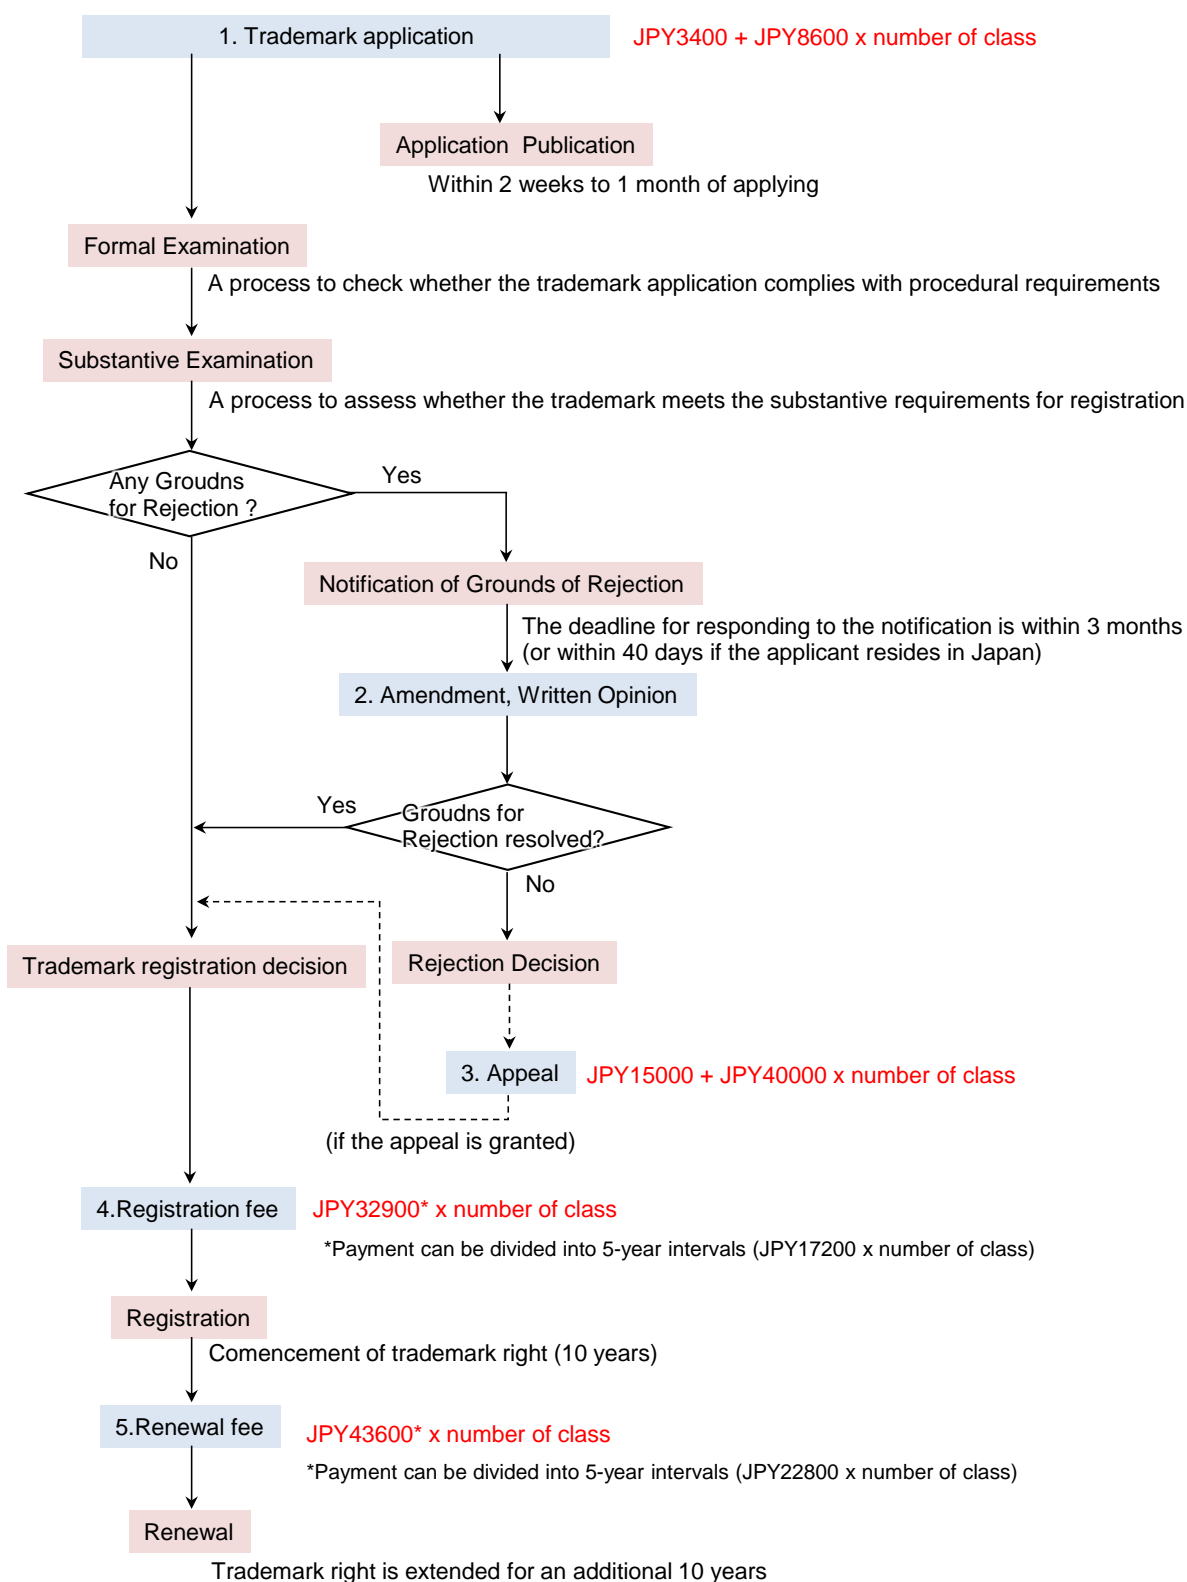 1. Trademark application
JPY3400 + JPY8600 x number of class
Application  Publication
Within 2 weeks to 1 month of applying
Formal Examination
A process to check whether the trademark application complies with procedural requirements
Substantive Examination
A process to assess whether the trademark meets the substantive requirements for registration
Any Groudns
for Rejection ?
Yes
No
Notification of Grounds of Rejection
The deadline for responding to the notification is within 3 months
(or within 40 days if the applicant resides in Japan)
2. Amendment, Written Opinion
Yes
Groudns for
Rejection resolved?
No
Trademark registration decision
Rejection Decision
3. Appeal
JPY15000 + JPY40000 x number of class
(if the appeal is granted)
4.Registration fee
JPY32900* x number of class
*Payment can be divided into 5-year intervals (JPY17200 x number of class)
Registration
Comencement of trademark right (10 years)
5.Renewal fee
JPY43600* x number of class
*Payment can be divided into 5-year intervals (JPY22800 x number of class)
Renewal
Trademark right is extended for an additional 10 years